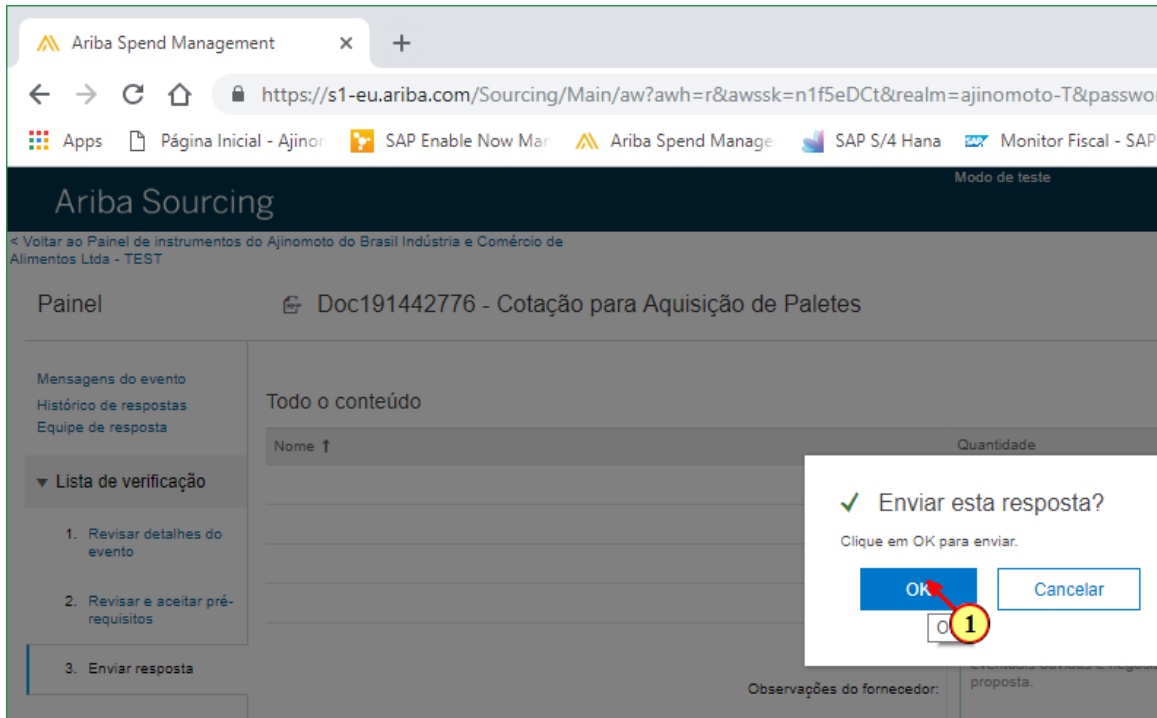 Ariba Spend Management
https://s1-eu.ariba.com/Sourcing/Main/aw?awh=r&awssk=n1f5eDCt&realm=ajinomoto-T&passwo
Apps Página Inicial - Ajinon SAP Enable Now Man Ariba Spend Manage SAP S/4 Hana SAP Monitor Fiscal - SAP
Modo de teste
Ariba Sourcing
< Voltar ao Painel de instrumentos do Ajinomoto do Brasil Indústria e Comércio de
Alimentos Ltda - TEST
Painel
Doc191442776 - Cotação para Aquisição de Paletes
Mensagens do evento
Histórico de respostas
Equipe de resposta
Todo o conteúdo
Nome ↑
Quantidade
▼ Lista de verificação
✓ Enviar esta resposta?
Clique em OK para enviar.
1. Revisar detalhes do
evento
OK
Cancelar
1
2. Revisar e aceitar pré-
requisitos
3. Enviar resposta
Observações do fornecedor:
proposta.